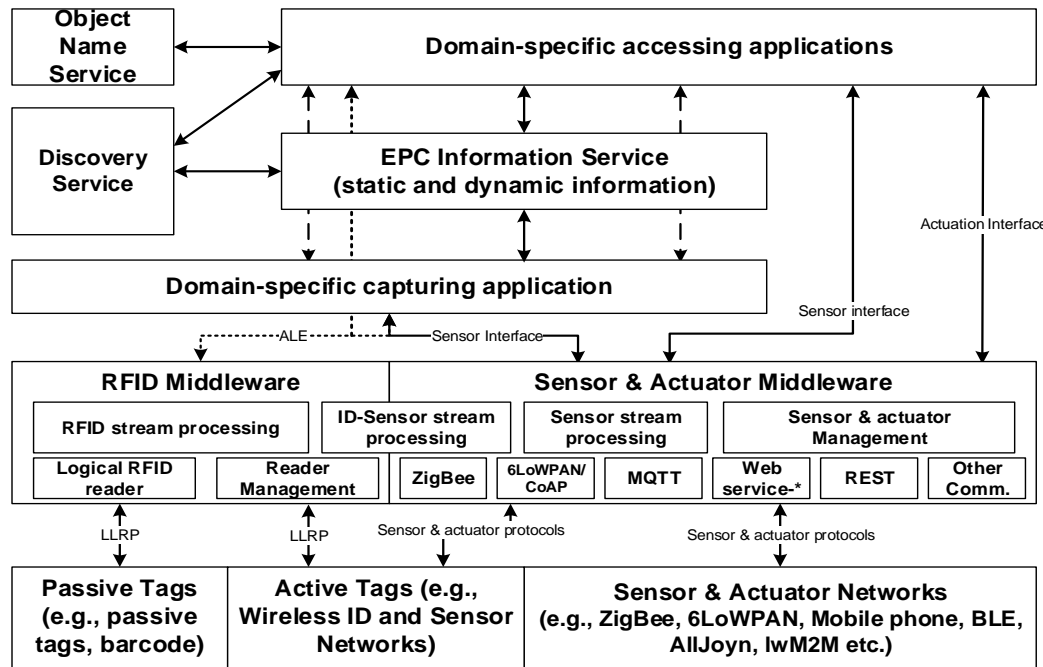 Object
Name
Service
Domain-specific accessing applications
Discovery
Service
EPC Information Service
(static and dynamic information)
Actuation Interface
Domain-specific capturing application
Sensor interface
ALE
Sensor Interface
RFID Middleware
Sensor & Actuator Middleware
RFID stream processing
ID-Sensor stream
processing
Sensor stream
processing
Sensor & actuator
Management
Logical RFID
reader
Reader
Management
ZigBee
6LoWPAN/
CoAP
MQTT
Web
service-*
REST
Other
Comm.
LLRP
LLRP
Sensor & actuator protocols
Sensor & actuator protocols
Passive Tags
(e.g., passive
tags, barcode)
Active Tags (e.g.,
Wireless ID and Sensor
Networks)
Sensor & Actuator Networks
(e.g., ZigBee, 6LoWPAN, Mobile phone, BLE,
AllJoyn, lwM2M etc.)